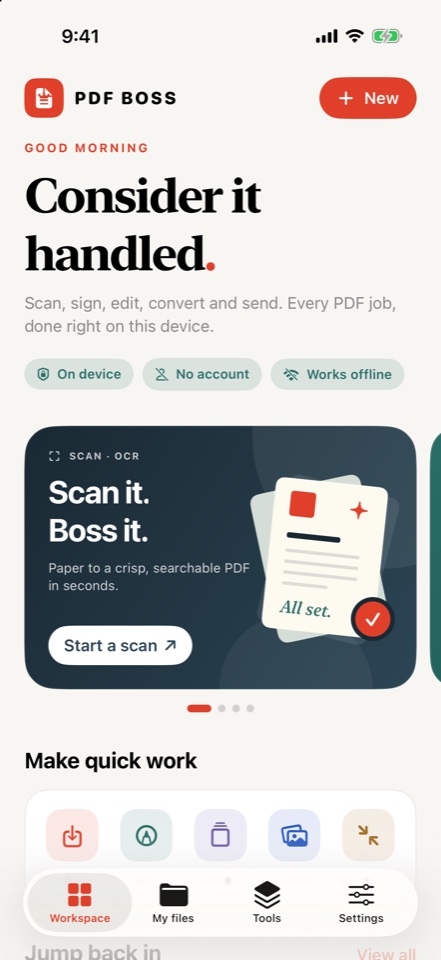 9:41
PDF BOSS
New
GOOD MORNING
Consider it
handled.
Scan, sign, edit, convert and send. Every PDF job,
done right on this device.
On device
No account
Works offline
SCAN · OCR
Scan it.
Boss it.
Paper to a crisp, searchable PDF
in seconds.
All set.
Start a scan
Make quick work
Workspace
My files
Tools
Settings
Jump back in
View all